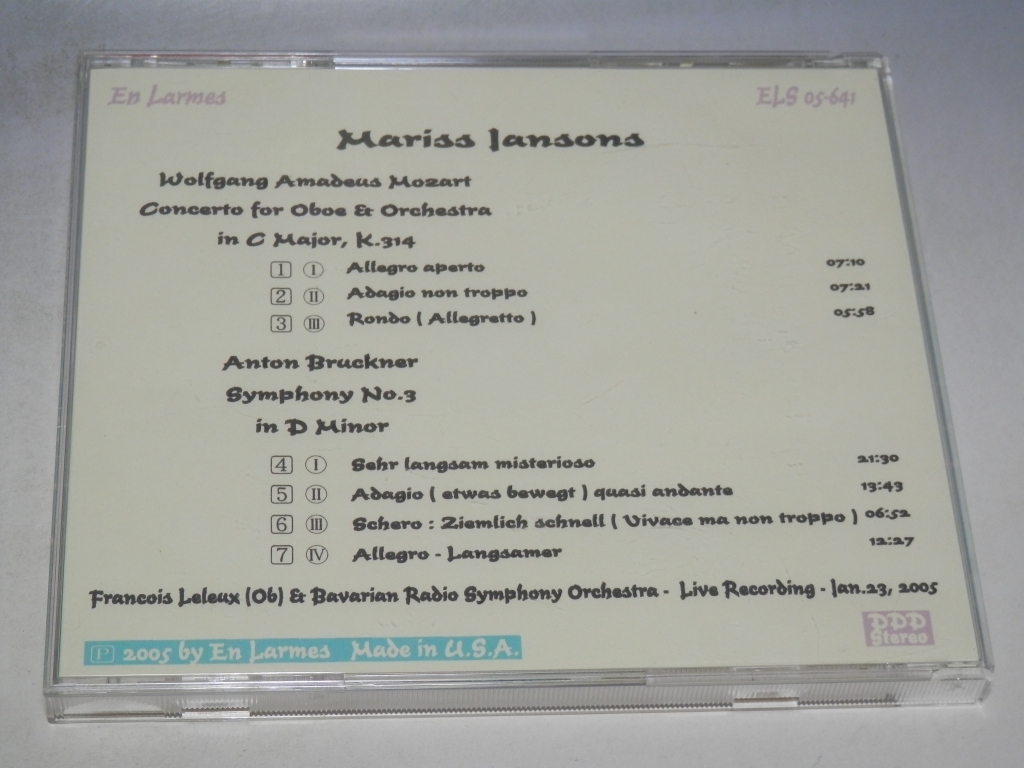 En Larmes ELS 05-641
Mariss Jansons
Wolfgang Amadeus Mozart
Concerto for Oboe & Orchestra
in C Major, K.314
1 I Allegro aperto 07:10
2 II Adagio non troppo 07:21
3 III Rondo ( Allegretto ) 05:58
Anton Bruckner
Symphony No.3
in D Minor
4 I Sehr langsam misterioso 21:30
5 II Adagio ( etwas bewegt ) quasi andante 13:43
6 III Schero : Ziemlich schnell ( Vivace ma non troppo ) 06:52
7 IV Allegro - Langsamer 12:27
Francois Leleux (Ob) & Bavarian Radio Symphony Orchestra - Live Recording - Jan.23, 2005
DDD
Stereo
P 2005 by En Larmes Made in U.S.A.